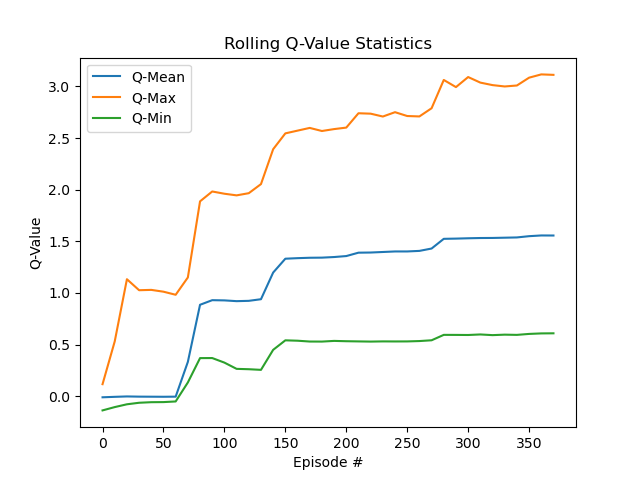 Rolling Q-Value Statistics
Q-Mean
Q-Max
Q-Min
Q-Value
3.0
2.5
2.0
1.5
1.0
0.5
0.0
0 50 100 150 200 250 300 350
Episode #